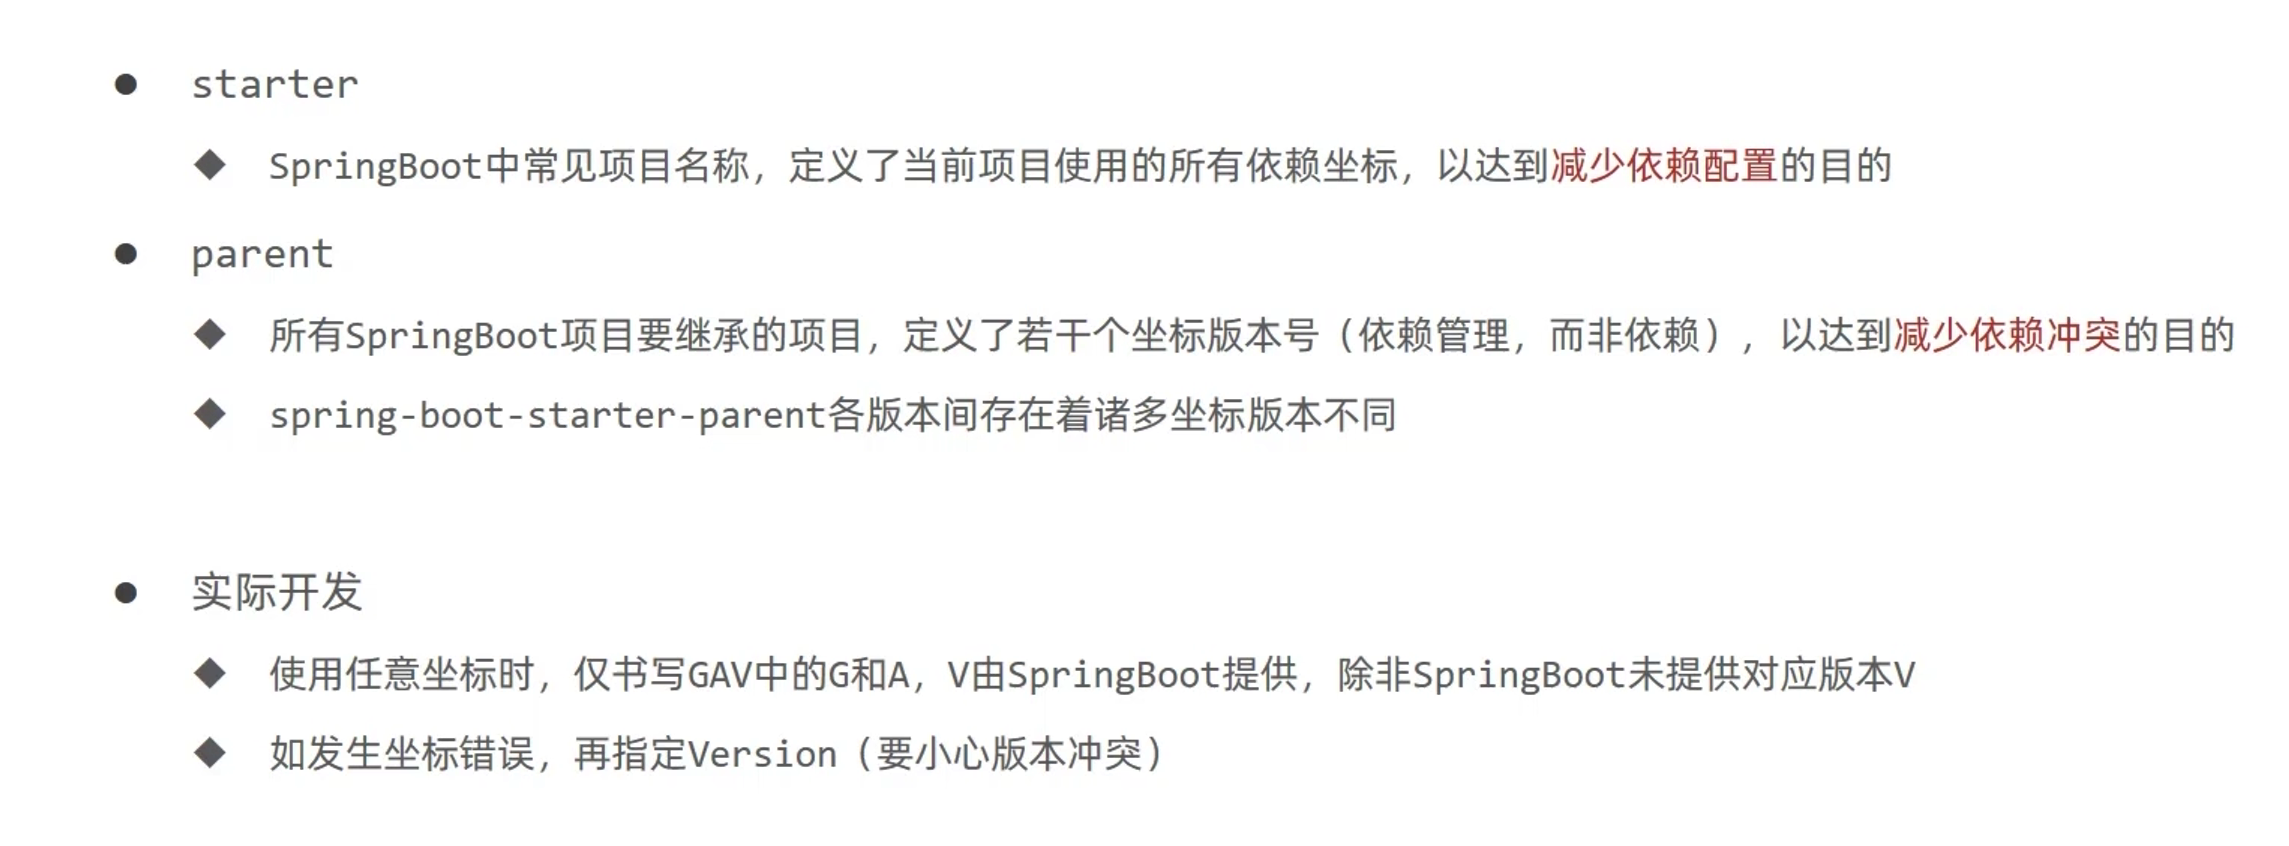 starter
SpringBoot中常见项目名称，定义了当前项目使用的所有依赖坐标，以达到减少依赖配置的目的
parent
所有SpringBoot项目要继承的项目，定义了若干个坐标版本号（依赖管理，而非依赖），以达到减少依赖冲突的目的
spring-boot-starter-parent各版本间存在着诸多坐标版本不同
实际开发
使用任意坐标时，仅书写GAV中的G和A，V由SpringBoot提供，除非SpringBoot未提供对应版本V
如发生坐标错误，再指定Version（要小心版本冲突）